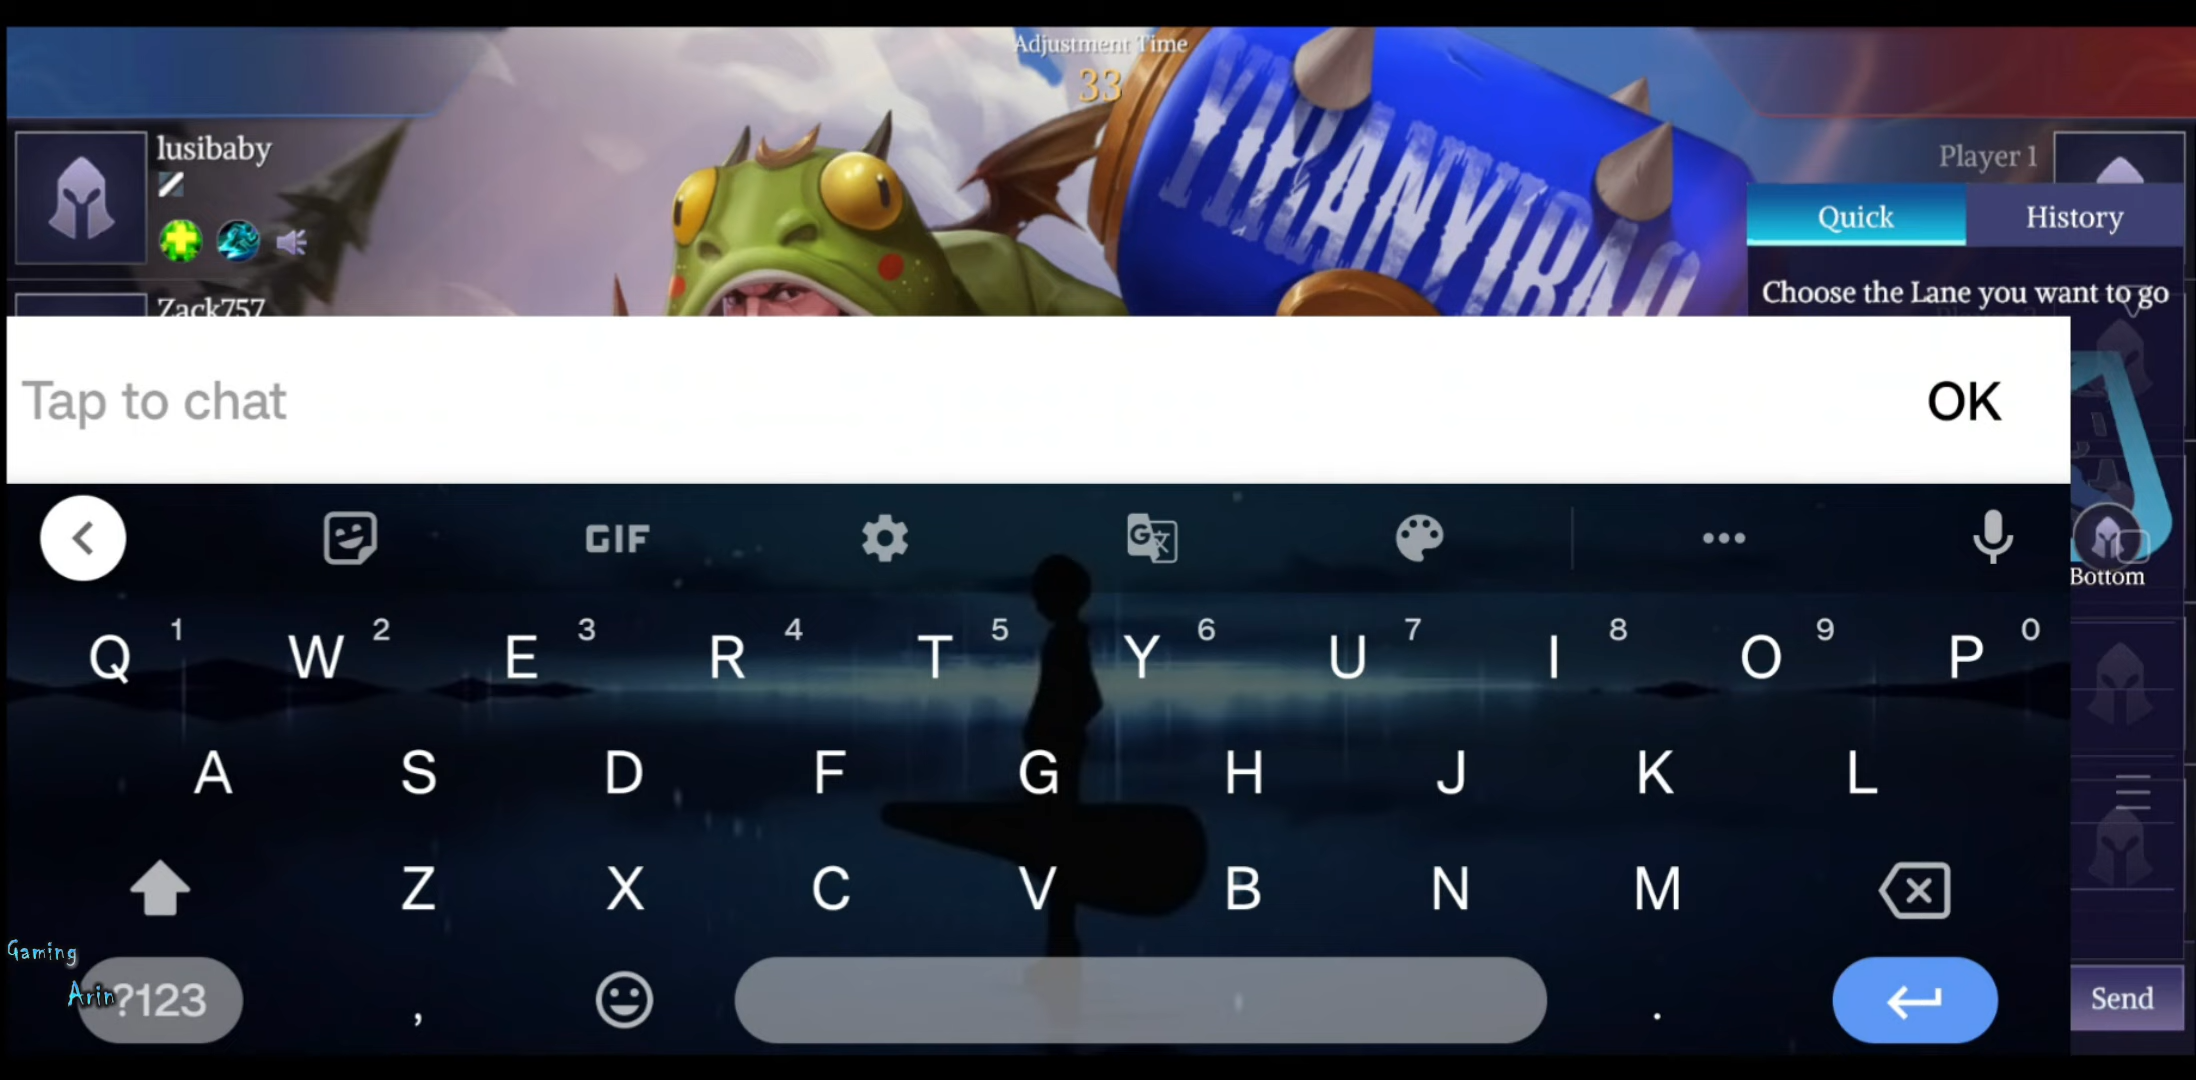 Adjustment Time
33
lusibaby
Player 1
Quick
History
Choose the Lane you want to go
Zack757
Tap to chat
OK
GIF
G
Bottom
Q 1 W 2 E 3 R 4 T 5 Y 6 U 7 I 8 O 9 P 0
A S D F G H J K L
Z X C V B N M
Gaming
Arin
?123
,
.
Send